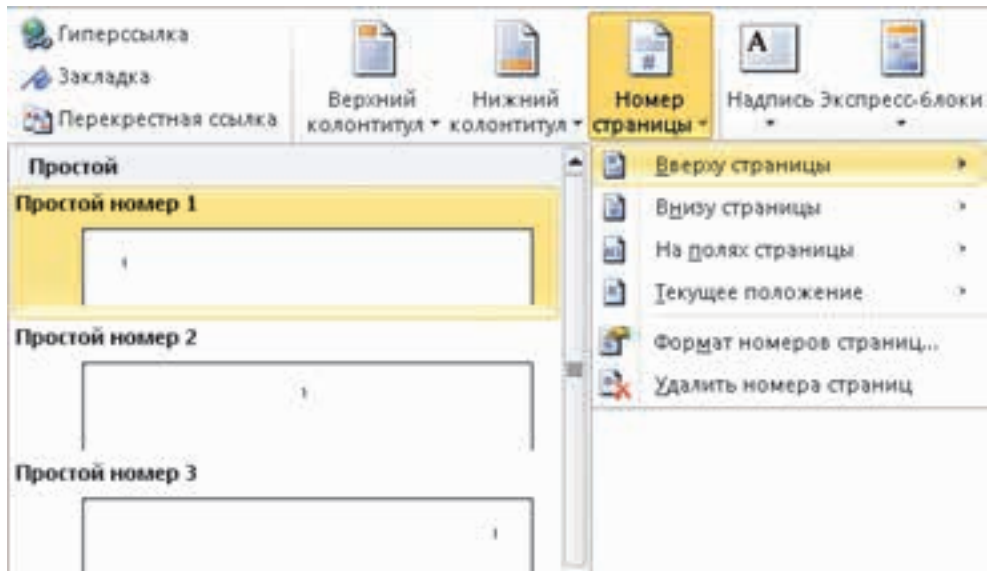 Гиперссылка
Закладка
Перекрестная ссылка
Верхний
колонтитул
Нижний
колонтитул
Номер
страницы
#
A
Надпись
Экспресс-блоки
Простой
Простой номер 1
1
Простой номер 2
1
Простой номер 3
1
Вверху страницы
Внизу страницы
На полях страницы
Текущее положение
Формат номеров страниц...
Удалить номера страниц